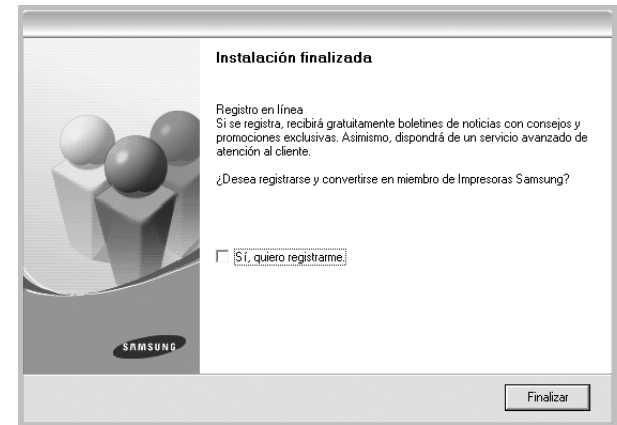 Instalación finalizada
Registro en línea
Si se registra, recibirá gratuitamente boletines de noticias con consejos y
promociones exclusivas. Asimismo, dispondrá de un servicio avanzado de
atención al cliente.
¿Desea registrarse y convertirse en miembro de Impresoras Samsung?
Sí, quiero registrarme.
SAMSUNG
Finalizar